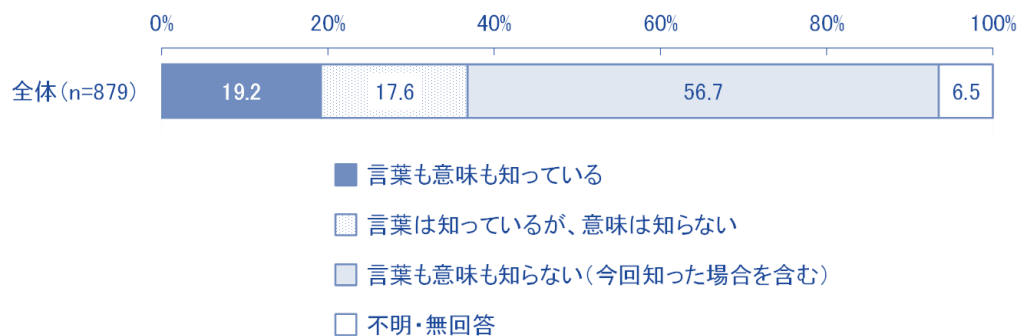 0% 20% 40% 60% 80% 100%
全体(n=879) 19.2 17.6 56.7 6.5
言葉も意味も知っている
言葉は知っているが、意味は知らない
言葉も意味も知らない(今回知った場合を含む)
不明・無回答